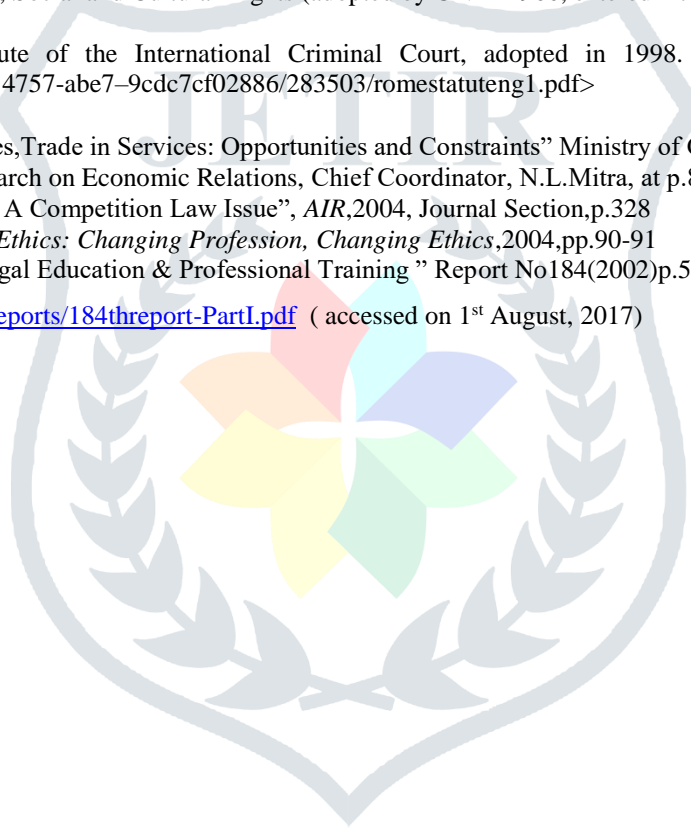 ute of the International Criminal Court, adopted in 1998.
4757-abe7–9cdc7cf02886/283503/romestatuteng1.pdf>
JETIR
es,Trade in Services: Opportunities and Constraints” Ministry of
arch on Economic Relations, Chief Coordinator, N.L.Mitra, at p.8
A Competition Law Issue”, AIR,2004, Journal Section,p.328
Ethics: Changing Profession, Changing Ethics,2004,pp.90-91
gal Education & Professional Training ” Report No184(2002)p.5
eports/184threport-PartI.pdf ( accessed on 1st August, 2017)